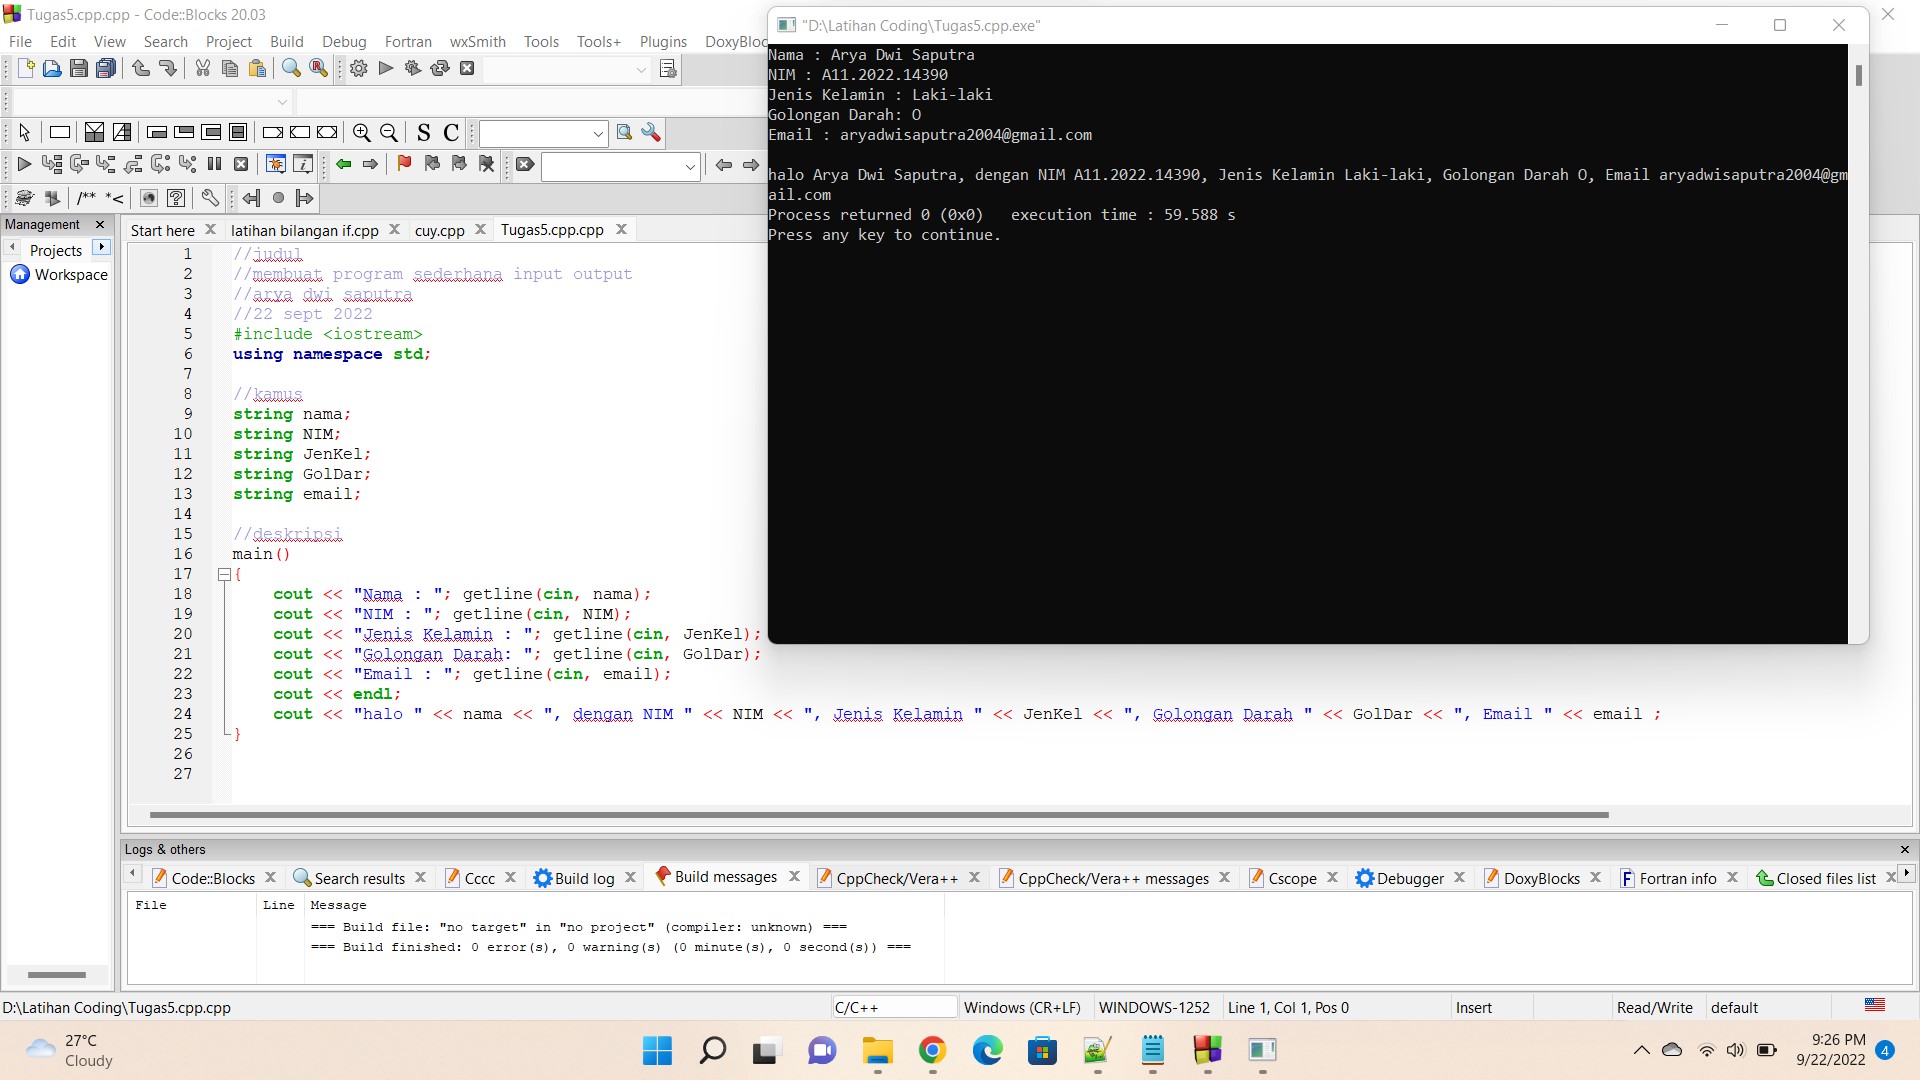 Tugas5.cpp.cpp - Code::Blocks 20.03
File Edit View Search Project Build Debug Fortran wxSmith Tools Tools+ Plugins DoxyBloc
S C
/** *<
Management
Projects
Workspace
Start here latihan bilangan if.cpp cuy.cpp Tugas5.cpp.cpp
1 //judul
2 //membuat program sederhana input output
3 //arya dwi saputra
4 //22 sept 2022
5 #include <iostream>
6 using namespace std;
7
8 //kamus
9 string nama;
10 string NIM;
11 string JenKel;
12 string GolDar;
13 string email;
14
15 //deskripsi
16 main()
17 {
18 cout << "Nama : "; getline(cin, nama);
19 cout << "NIM : "; getline(cin, NIM);
20 cout << "Jenis Kelamin : "; getline(cin, JenKel);
21 cout << "Golongan Darah: "; getline(cin, GolDar);
22 cout << "Email : "; getline(cin, email);
23 cout << endl;
24 cout << "halo " << nama << ", dengan NIM " << NIM << ", Jenis Kelamin " << JenKel << ", Golongan Darah " << GolDar << ", Email " << email ;
25 }
26
27
"D:\Latihan Coding\Tugas5.cpp.exe"
Nama : Arya Dwi Saputra
NIM : A11.2022.14390
Jenis Kelamin : Laki-laki
Golongan Darah: O
Email : aryadwisaputra2004@gmail.com
halo Arya Dwi Saputra, dengan NIM A11.2022.14390, Jenis Kelamin Laki-laki, Golongan Darah O, Email aryadwisaputra2004@gm
ail.com
Process returned 0 (0x0) execution time : 59.588 s
Press any key to continue.
Logs & others
Code::Blocks Search results Cccc Build log Build messages CppCheck/Vera++ CppCheck/Vera++ messages Cscope Debugger DoxyBlocks Fortran info Closed files list
File Line Message
=== Build file: "no target" in "no project" (compiler: unknown) ===
=== Build finished: 0 error(s), 0 warning(s) (0 minute(s), 0 second(s)) ===
D:\Latihan Coding\Tugas5.cpp.cpp C/C++ Windows (CR+LF) WINDOWS-1252 Line 1, Col 1, Pos 0 Insert Read/Write default
27°C
Cloudy
9:26 PM
9/22/2022
4